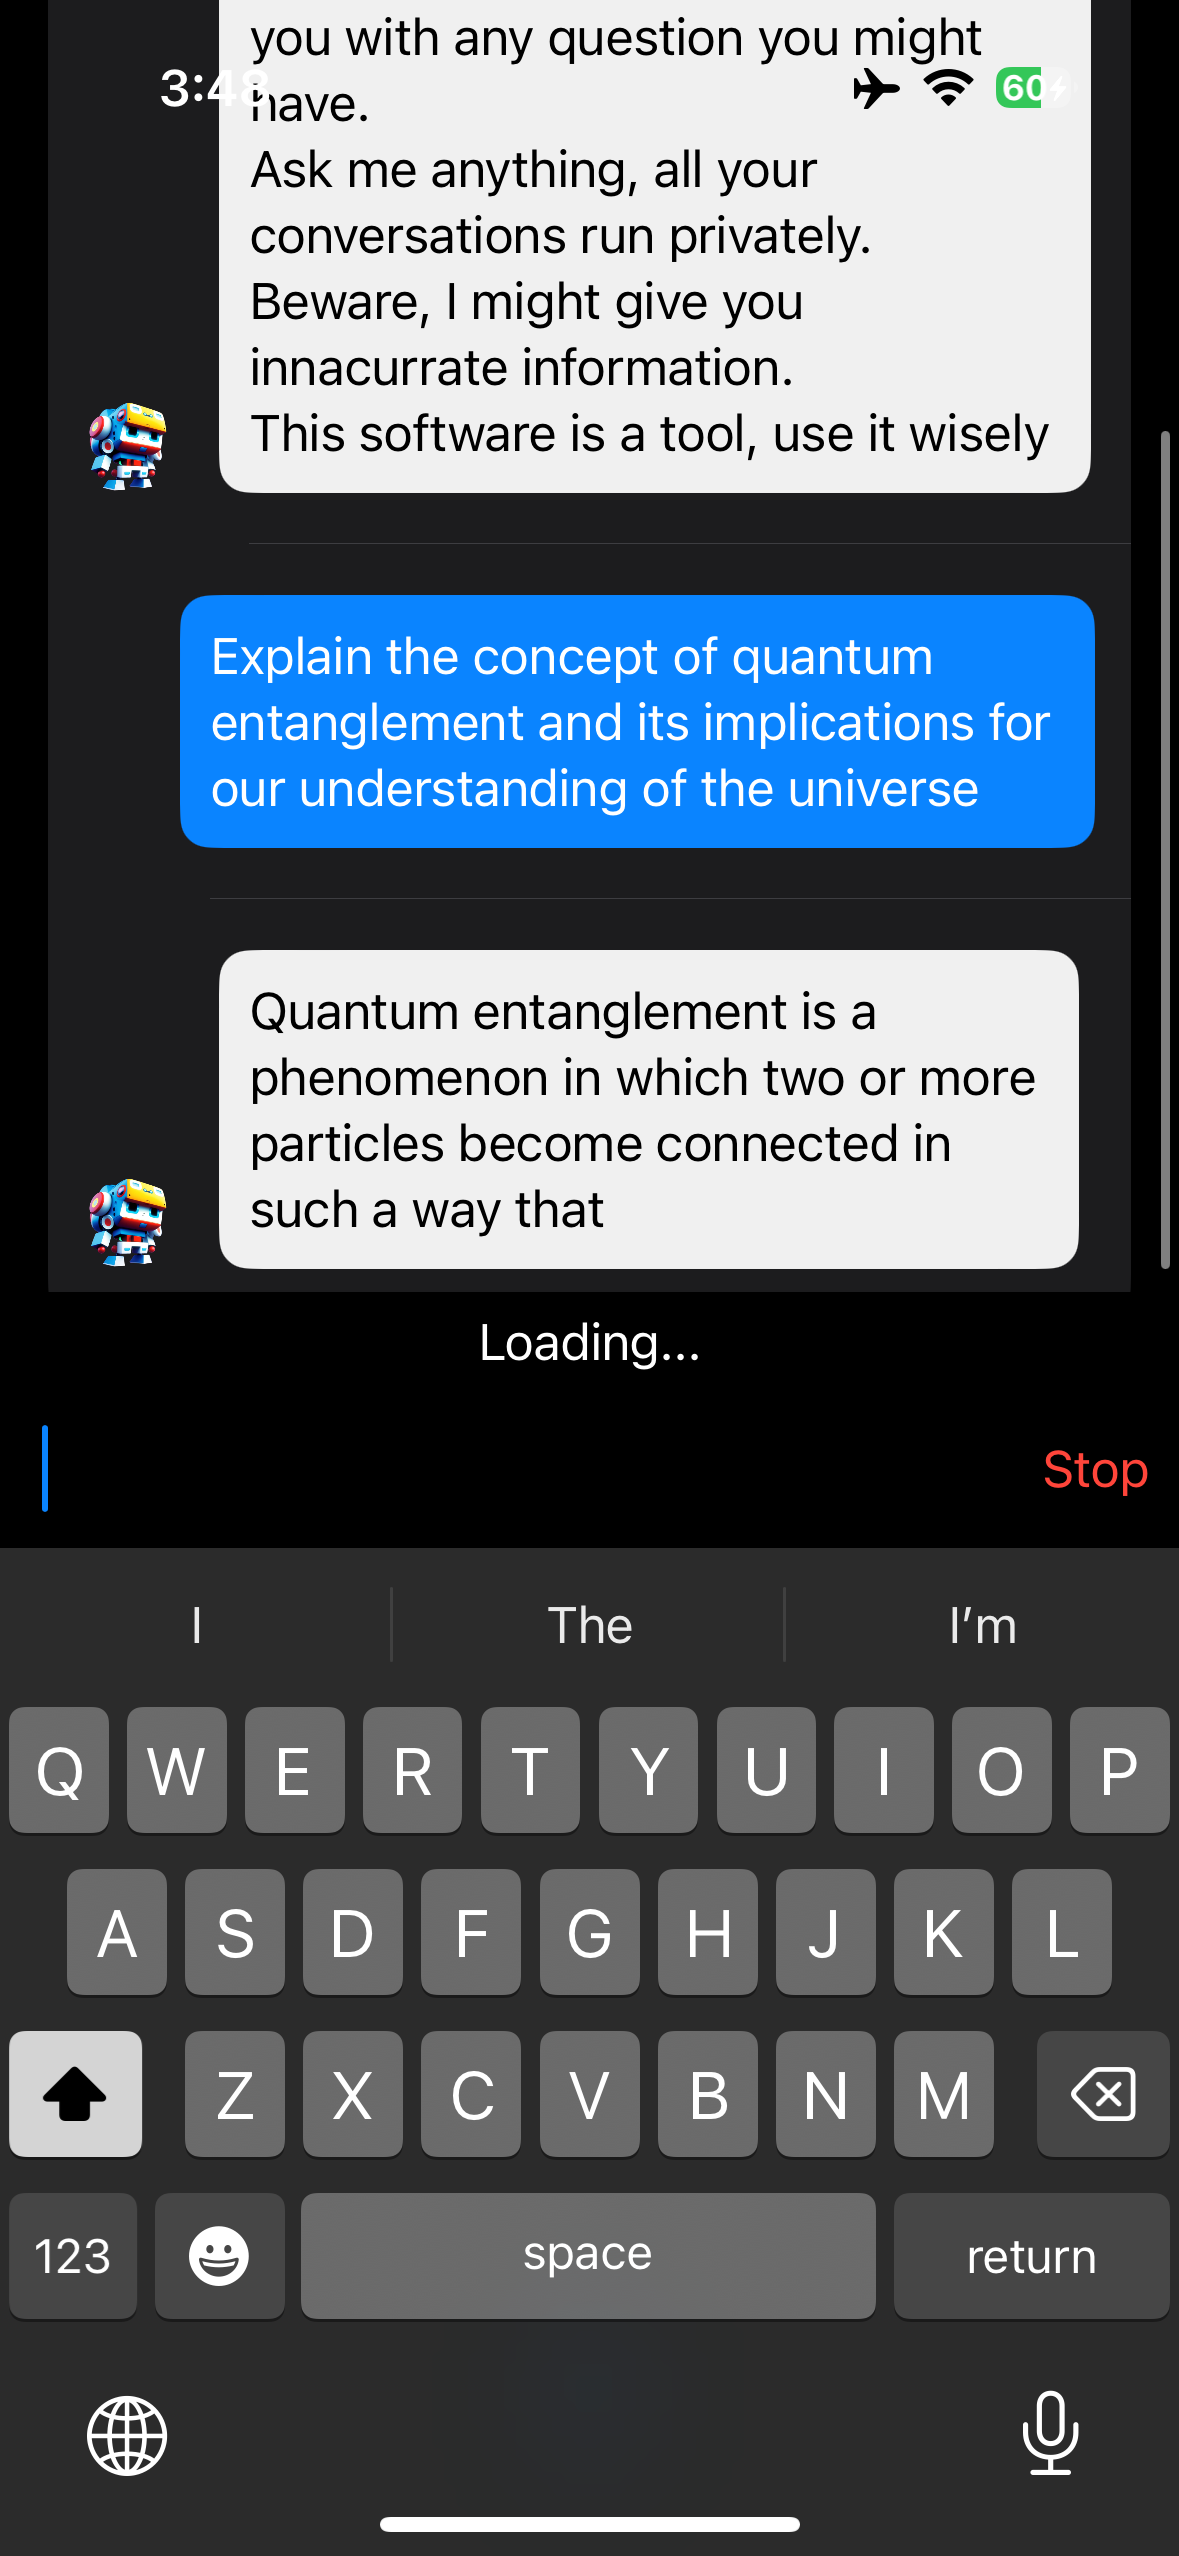 you with any question you might
3:48
60
have.
Ask me anything, all your
conversations run privately.
Beware, I might give you
innacurrate information.
This software is a tool, use it wisely
Explain the concept of quantum
entanglement and its implications for
our understanding of the universe
Quantum entanglement is a
phenomenon in which two or more
particles become connected in
such a way that
Loading...
Stop
I The I'm
Q W E R T Y U I O P
A S D F G H J K L
Z X C V B N M
123 space return